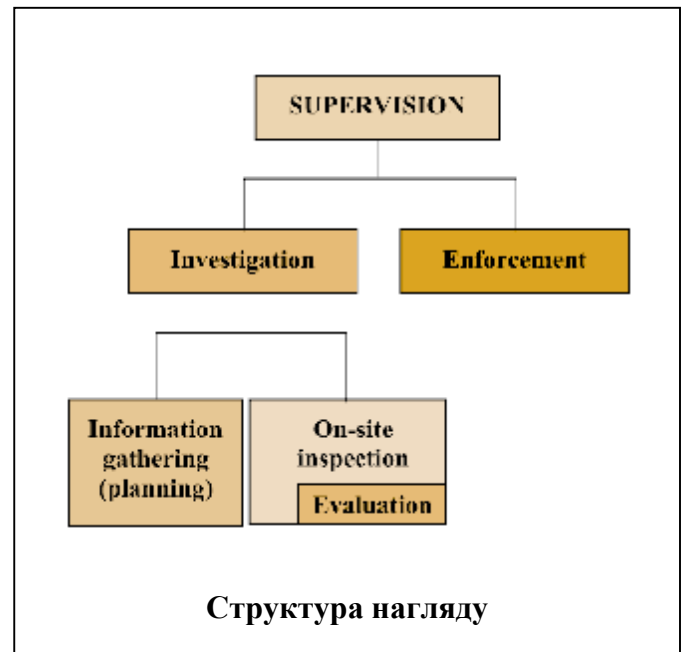 SUPERVISION
Investigation
Enforcement
Information
gathering
(planning)
On-site
inspection
Evaluation
Структура нагляду